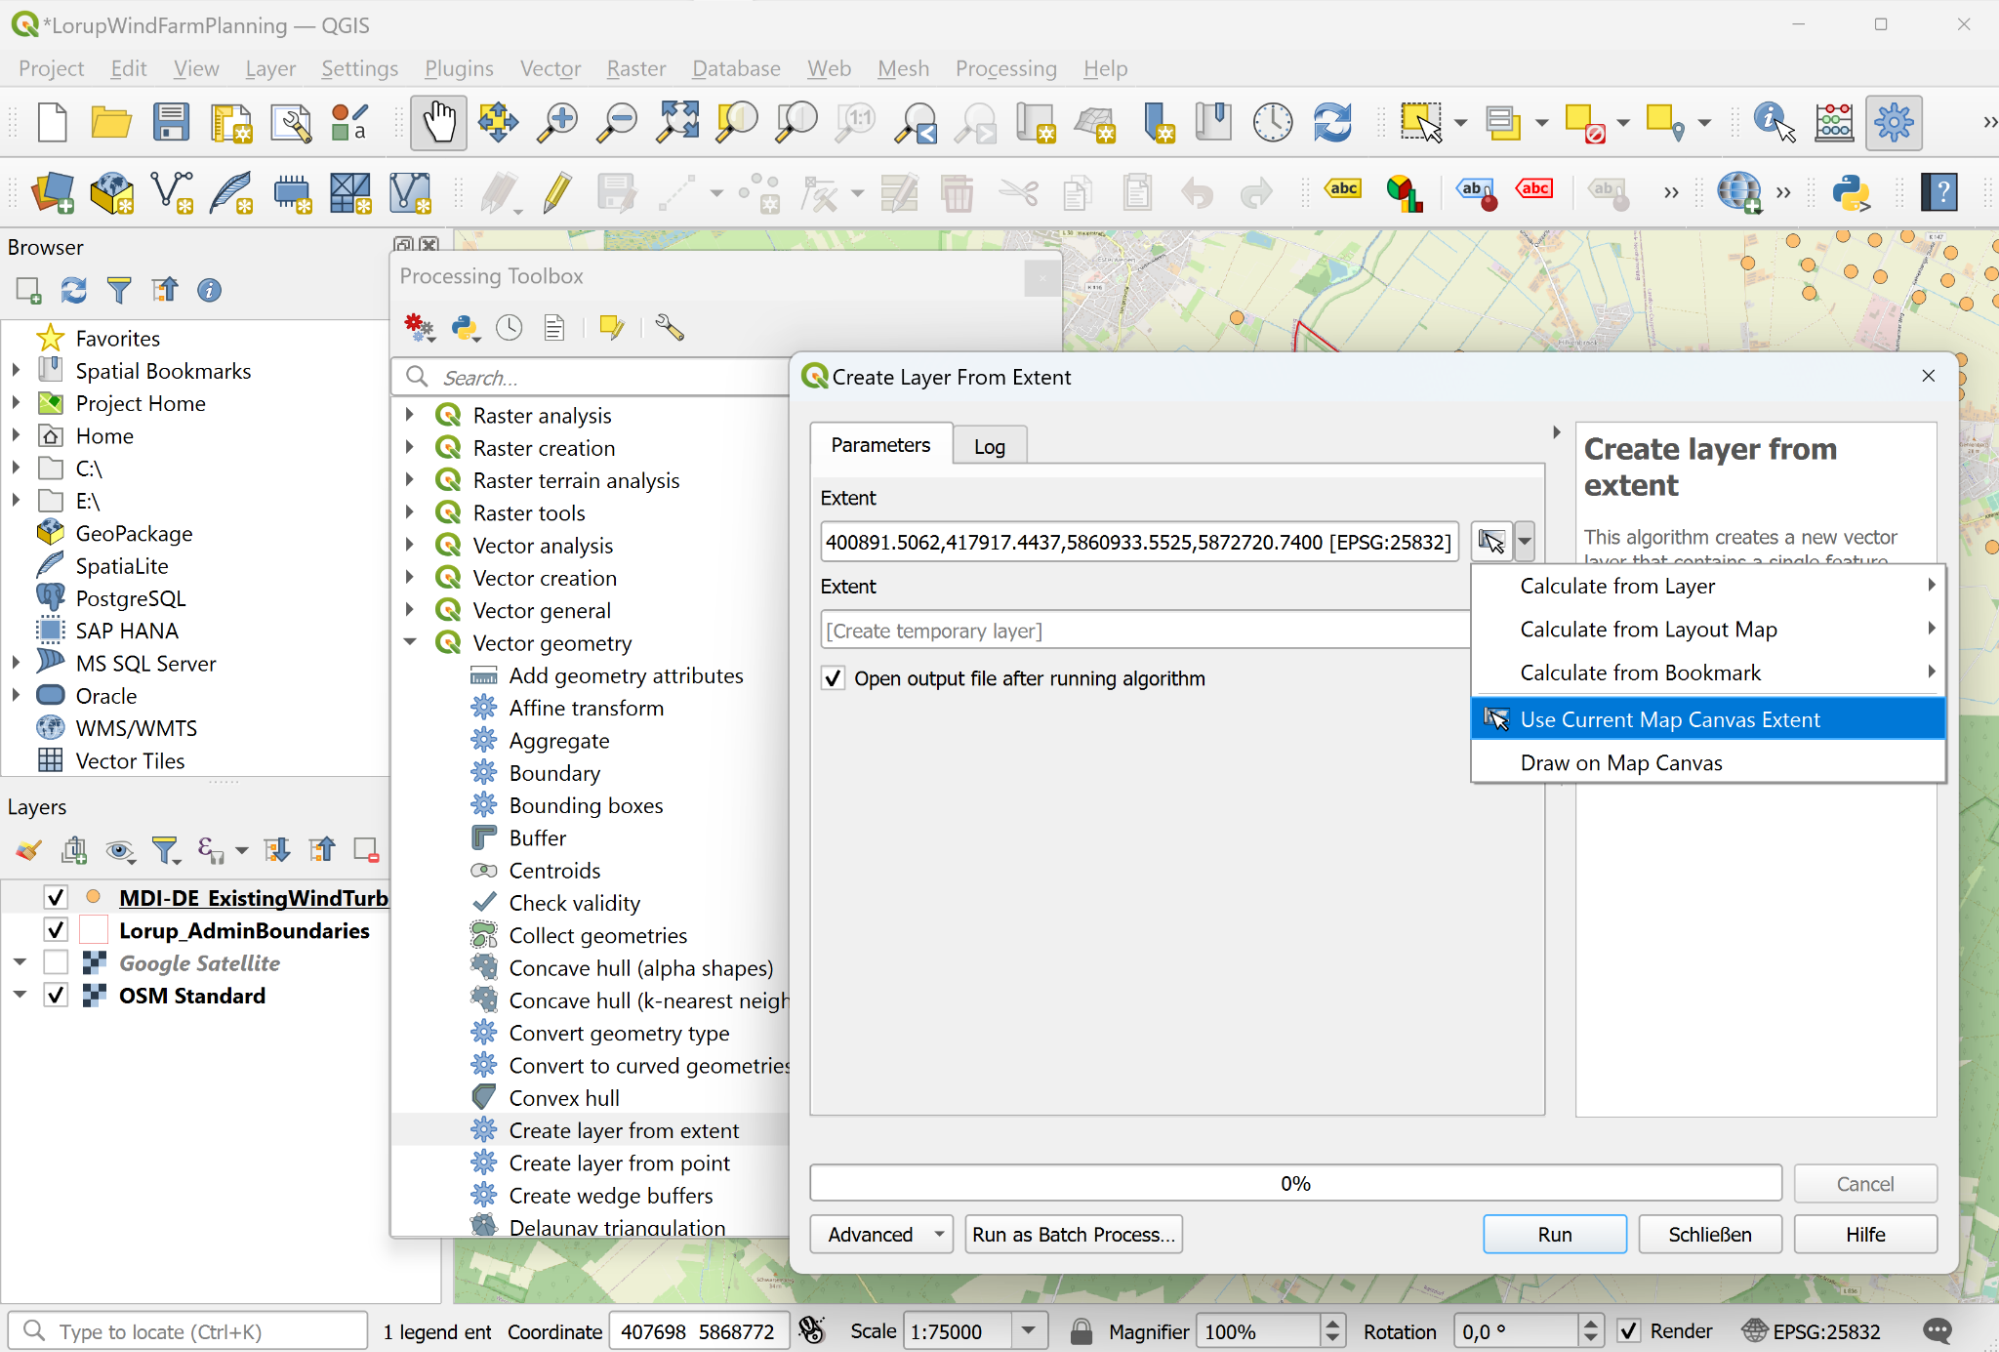 *LorupWindFarmPlanning — QGIS
Project Edit View Layer Settings Plugins Vector Raster Database Web Mesh Processing Help
a
1:1
abc
ab
abc
ab
?
Browser
Favorites
Spatial Bookmarks
Project Home
Home
C:\
E:\
GeoPackage
SpatiaLite
PostgreSQL
SAP HANA
MS SQL Server
Oracle
WMS/WMTS
Vector Tiles
Layers
MDI-DE_ExistingWindTurb
Lorup_AdminBoundaries
Google Satellite
OSM Standard
Processing Toolbox
Search...
Raster analysis
Raster creation
Raster terrain analysis
Raster tools
Vector analysis
Vector creation
Vector general
Vector geometry
Add geometry attributes
Affine transform
Aggregate
Boundary
Bounding boxes
Buffer
Centroids
Check validity
Collect geometries
Concave hull (alpha shapes)
Concave hull (k-nearest neigh
Convert geometry type
Convert to curved geometries
Convex hull
Create layer from extent
Create layer from point
Create wedge buffers
Delaunay triangulation
Create Layer From Extent
Parameters
Log
Extent
400891.5062,417917.4437,5860933.5525,5872720.7400 [EPSG:25832]
Extent
[Create temporary layer]
Open output file after running algorithm
Create layer from
extent
This algorithm creates a new vector
layer that contains a single feature
Calculate from Layer
Calculate from Layout Map
Calculate from Bookmark
Use Current Map Canvas Extent
Draw on Map Canvas
0%
Cancel
Advanced
Run as Batch Process...
Run
Schließen
Hilfe
Type to locate (Ctrl+K)
1 legend ent
Coordinate
407698 5868772
Scale
1:75000
Magnifier
100%
Rotation
0,0 °
Render
EPSG:25832